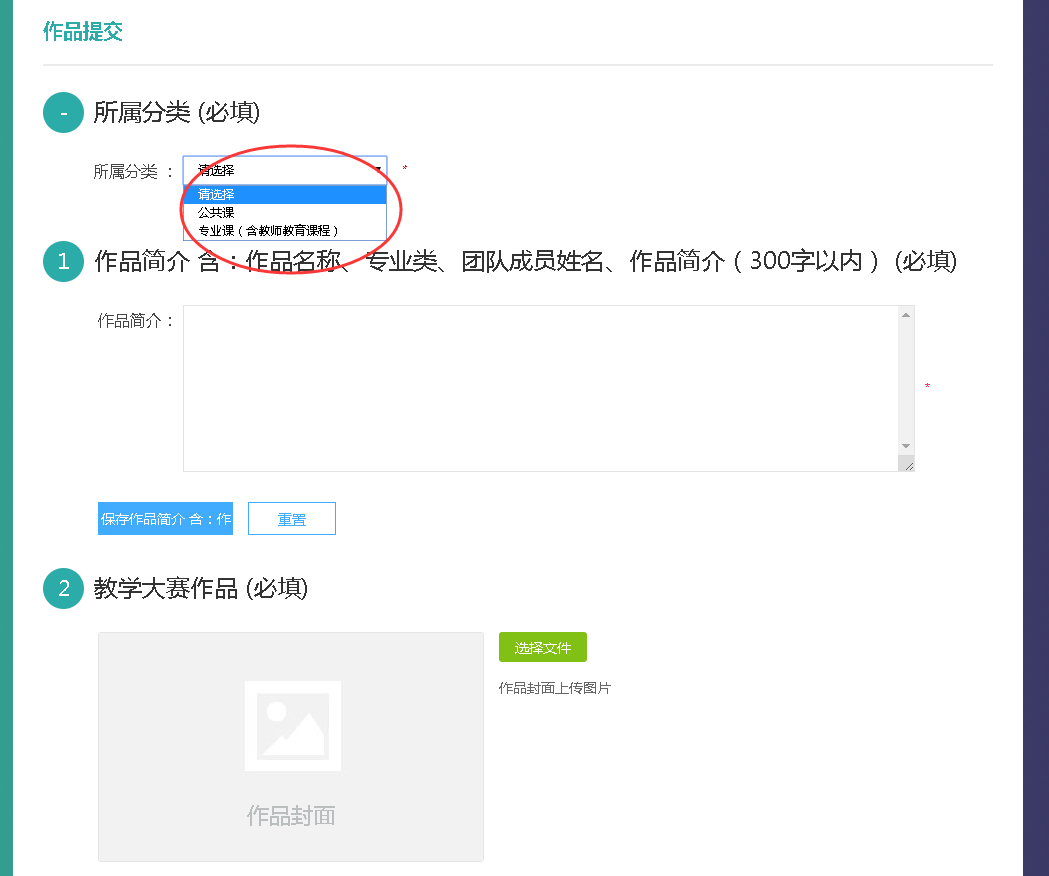 作品提交
- 所属分类 (必填)
所属分类 ： 请选择 *
请选择
公共课
专业课（含教师教育课程）
1 作品简介 含：作品名称、专业类、团队成员姓名、作品简介（300字以内） (必填)
作品简介： *
保存作品简介 含：作 重置
2 教学大赛作品 (必填)
选择文件
作品封面上传图片
作品封面